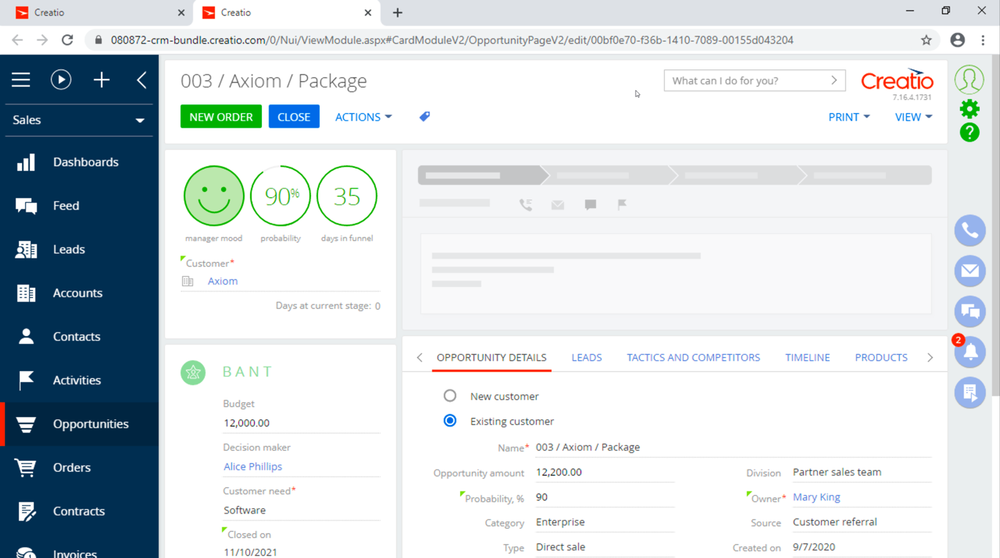 Creatio
Creatio
080872-crm-bundle.creatio.com/0/Nui/ViewModule.aspx#CardModuleV2/OpportunityPageV2/edit/00bf0e70-f36b-1410-7089-00155d043204
003 / Axiom / Package
What can I do for you?
Creatio
7.16.4.1731
NEW ORDER
CLOSE
ACTIONS
PRINT
VIEW
Sales
Dashboards
Feed
Leads
Accounts
Contacts
Activities
Opportunities
Orders
Contracts
Invoices
90%
35
manager mood
probability
days in funnel
Customer*
Axiom
Days at current stage: 0
BANT
Budget
12,000.00
Decision maker
Alice Phillips
Customer need*
Software
Closed on
11/10/2021
?
2
OPPORTUNITY DETAILS
LEADS
TACTICS AND COMPETITORS
TIMELINE
PRODUCTS
New customer
Existing customer
Name* 003 / Axiom / Package
Opportunity amount 12,200.00
Division Partner sales team
Probability, % 90
Owner* Mary King
Category Enterprise
Source Customer referral
Type Direct sale
Created on 9/7/2020